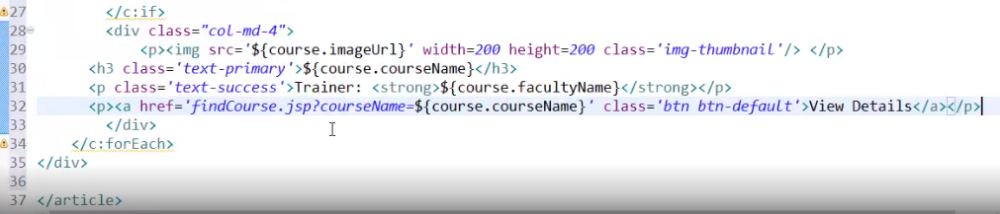 27 </c:if>
28 <div class="col-md-4">
29 <p><img src='${course.imageUrl}' width=200 height=200 class='img-thumbnail'/> </p>
30 <h3 class='text-primary'>${course.courseName}</h3>
31 <p class='text-success'>Trainer: <strong>${course.facultyName}</strong></p>
32 <p><a href='findCourse.jsp?courseName=${course.courseName}' class='btn btn-default'>View Details</a></p>
33 </div>
34 </c:forEach>
35 </div>
36
37 </article>